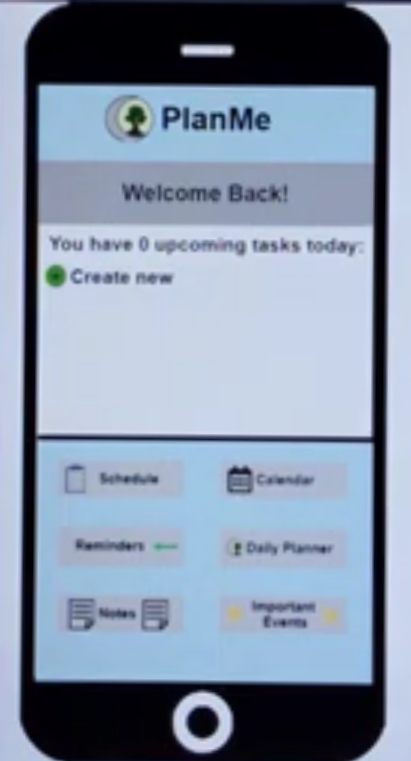 PlanMe
Welcome Back!
You have 0 upcoming tasks today:
Create new
Schedule
Calendar
Reminders
Daily Planner
Notes
Important
Events